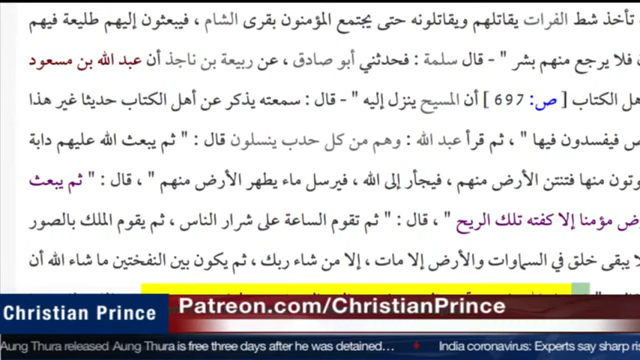 تأخذ شط الفرات يقاتلهم ويقاتلونه حتى يجتمع المؤمنون بقرى الشام ، فيبعثون إليهم طليعة فيهم
ن فلا يرجع منهم بشر " - قال سلمة : فحدثني أبو صادق ، عن ربيعة بن ناجذ أن عبد الله بن مسعود
هل الكتاب [ ص: 697 ] أن المسيح ينزل إليه " - قال : سمعته يذكر عن أهل الكتاب حديثا غير هذا
ض فيفسدون فيها " ، ثم قرأ عبد الله : وهم من كل حدب ينسلون قال : " ثم يبعث الله عليهم دابة
وتون منها فتنتن الأرض منهم ، فيجأر إلى الله ، فيرسل ماء يطهر الأرض منهم " ، قال : " ثم يبعث
رض مؤمنا إلا كفته تلك الريح " ، قال : " ثم تقوم الساعة على شرار الناس ، ثم يقوم الملك بالصور
لا يبقى خلق في السماوات والأرض إلا مات ، إلا من شاء ربك ، ثم يكون بين النفختين ما شاء الله أن
Christian Prince
Patreon.com/ChristianPrince
Aung Thura released Aung Thura is free three days after he was detained... India coronavirus: Experts say sharp ri